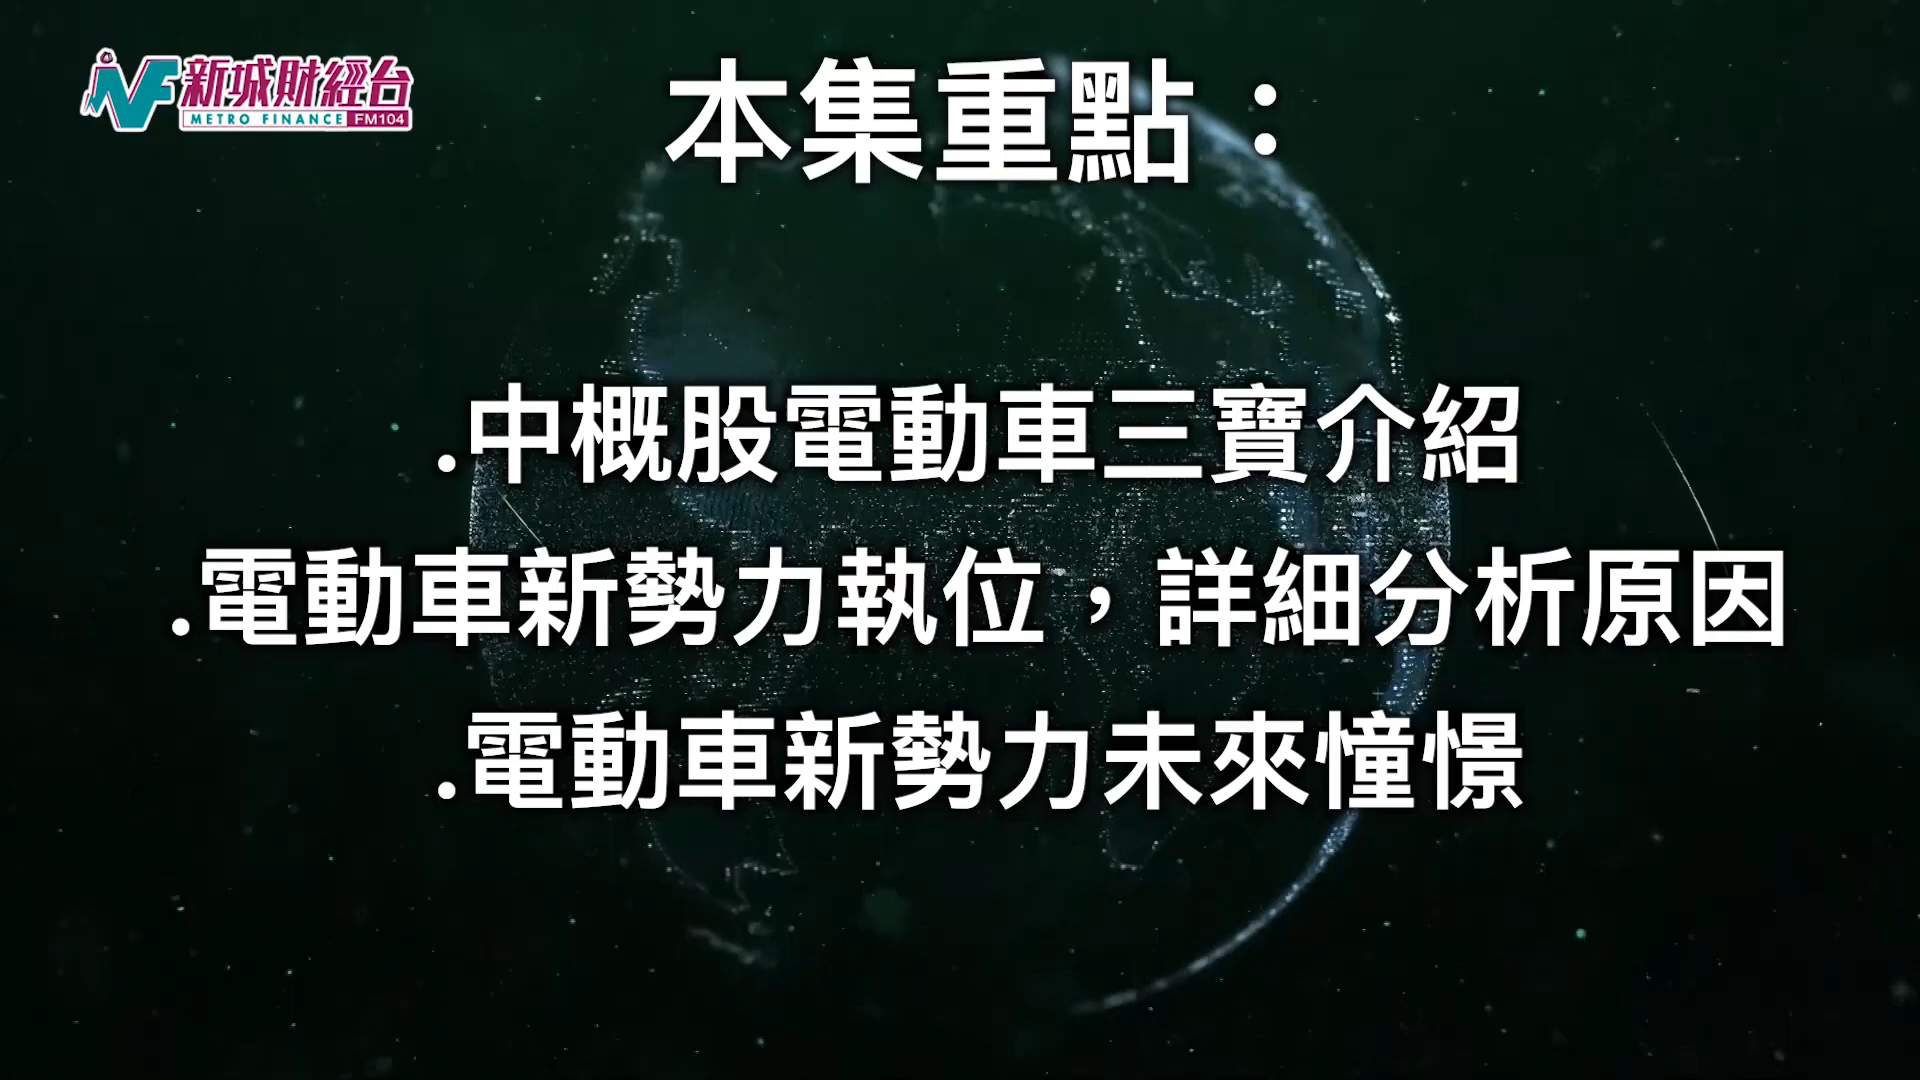 NF新城財經台
METRO FINANCE FM104
本集重點：
.中概股電動車三寶介紹
.電動車新勢力執位，詳細分析原因
.電動車新勢力未來憧憬